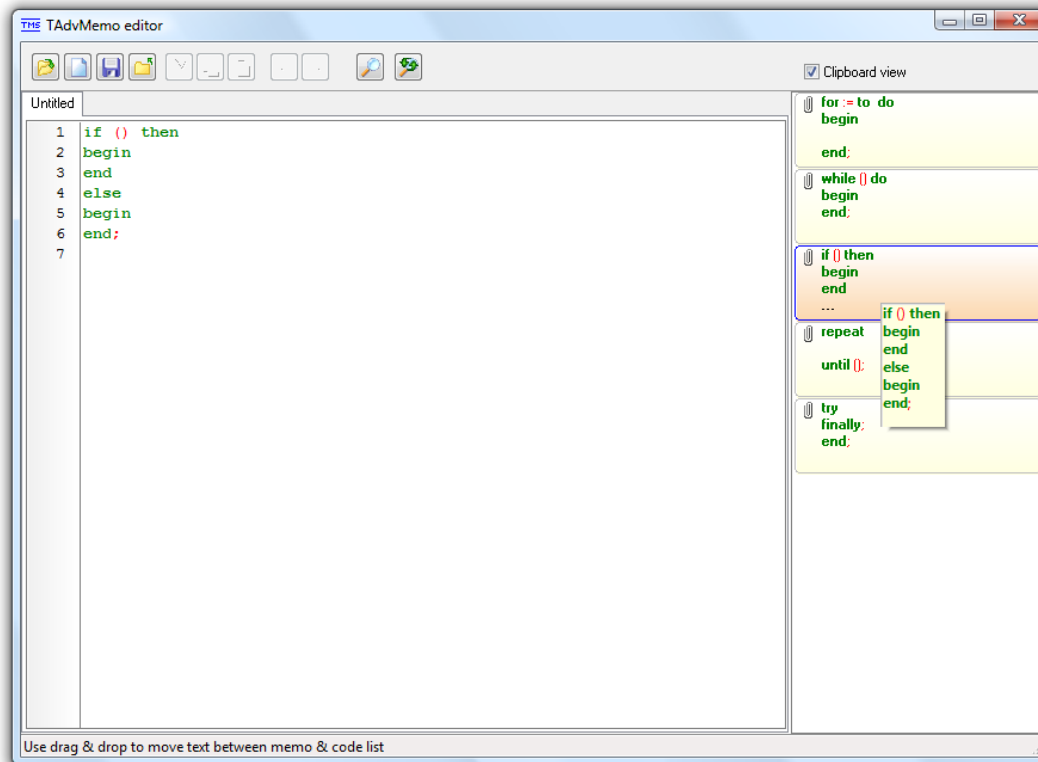 TMS TAdvMemo editor
Clipboard view
Untitled
1 if () then
2 begin
3 end
4 else
5 begin
6 end;
7
for := to do
begin
end;
while () do
begin
end;
if () then
begin
end
...
repeat
until ();
try
finally;
end;
if () then
begin
end
else
begin
end;
Use drag & drop to move text between memo & code list